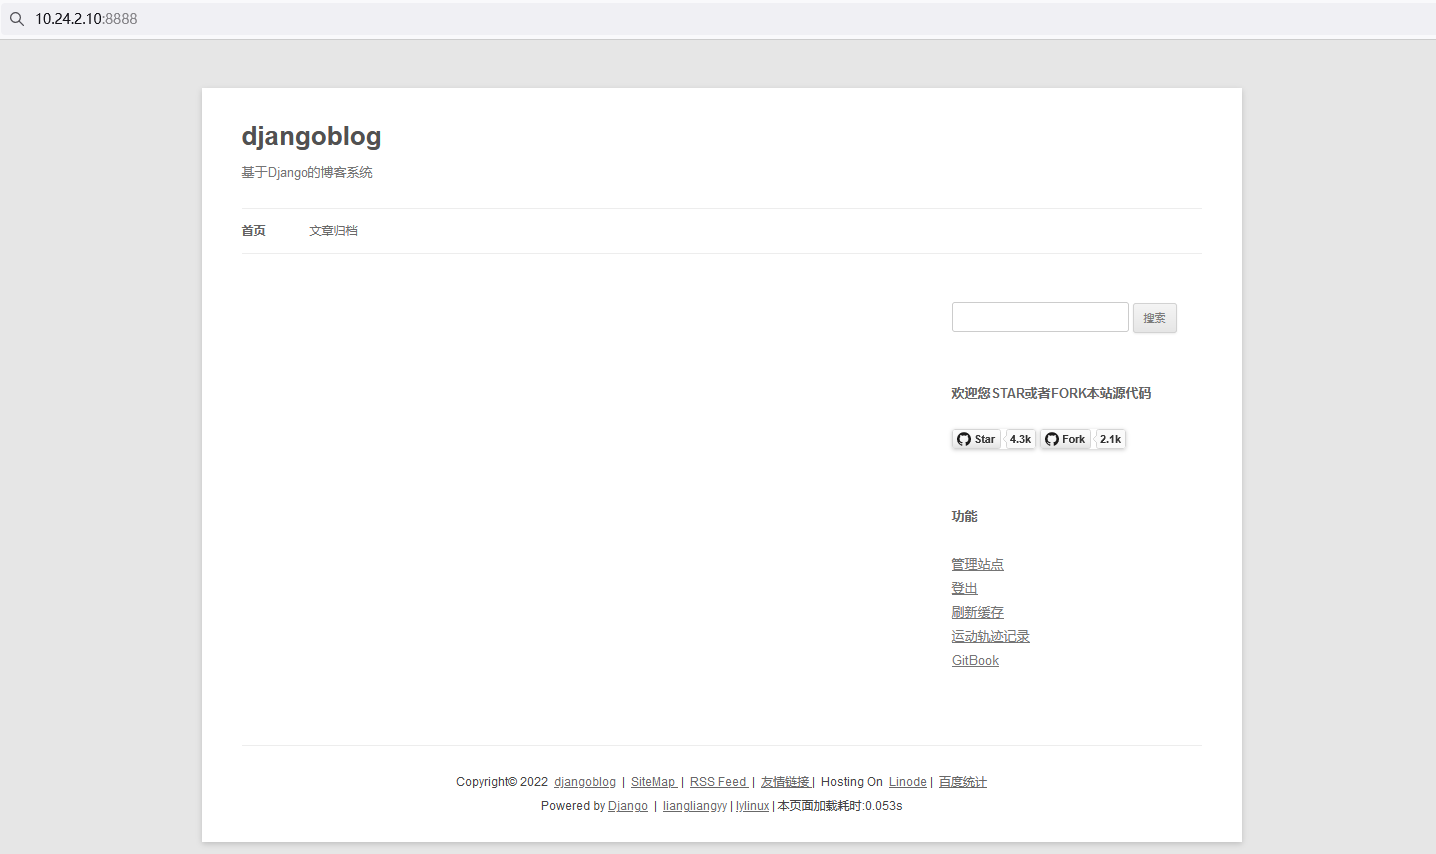 10.24.2.10:8888
djangoblog
基于Django的博客系统
首页 文章归档
搜索
欢迎您STAR或者FORK本站源代码
Star 4.3k Fork 2.1k
功能
管理站点
登出
刷新缓存
运动轨迹记录
GitBook
Copyright© 2022 djangoblog | SiteMap | RSS Feed | 友情链接 | Hosting On Linode | 百度统计
Powered by Django | liangliangyy | lylinux | 本页面加载耗时:0.053s